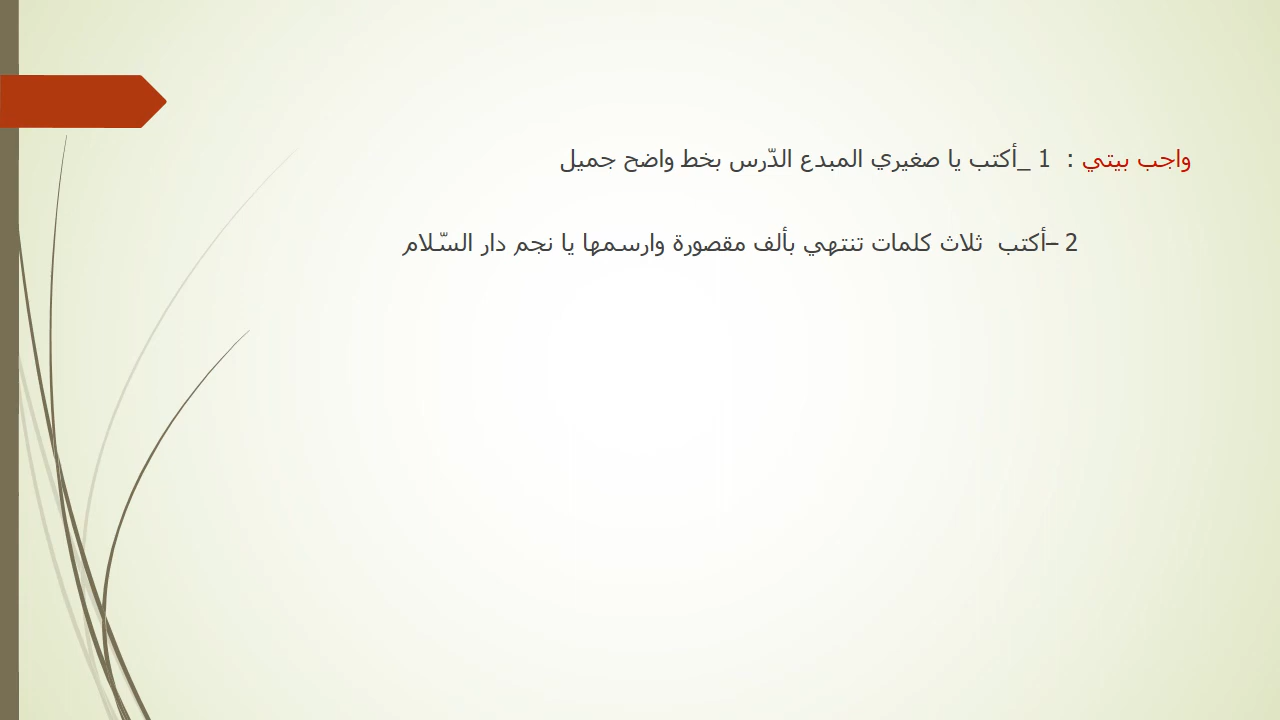 واجب بيتي : 1 _أكتب يا صغيري المبدع الدّرس بخط واضح جميل
2 –أكتب ثلاث كلمات تنتهي بألف مقصورة وارسمها يا نجم دار السّلام